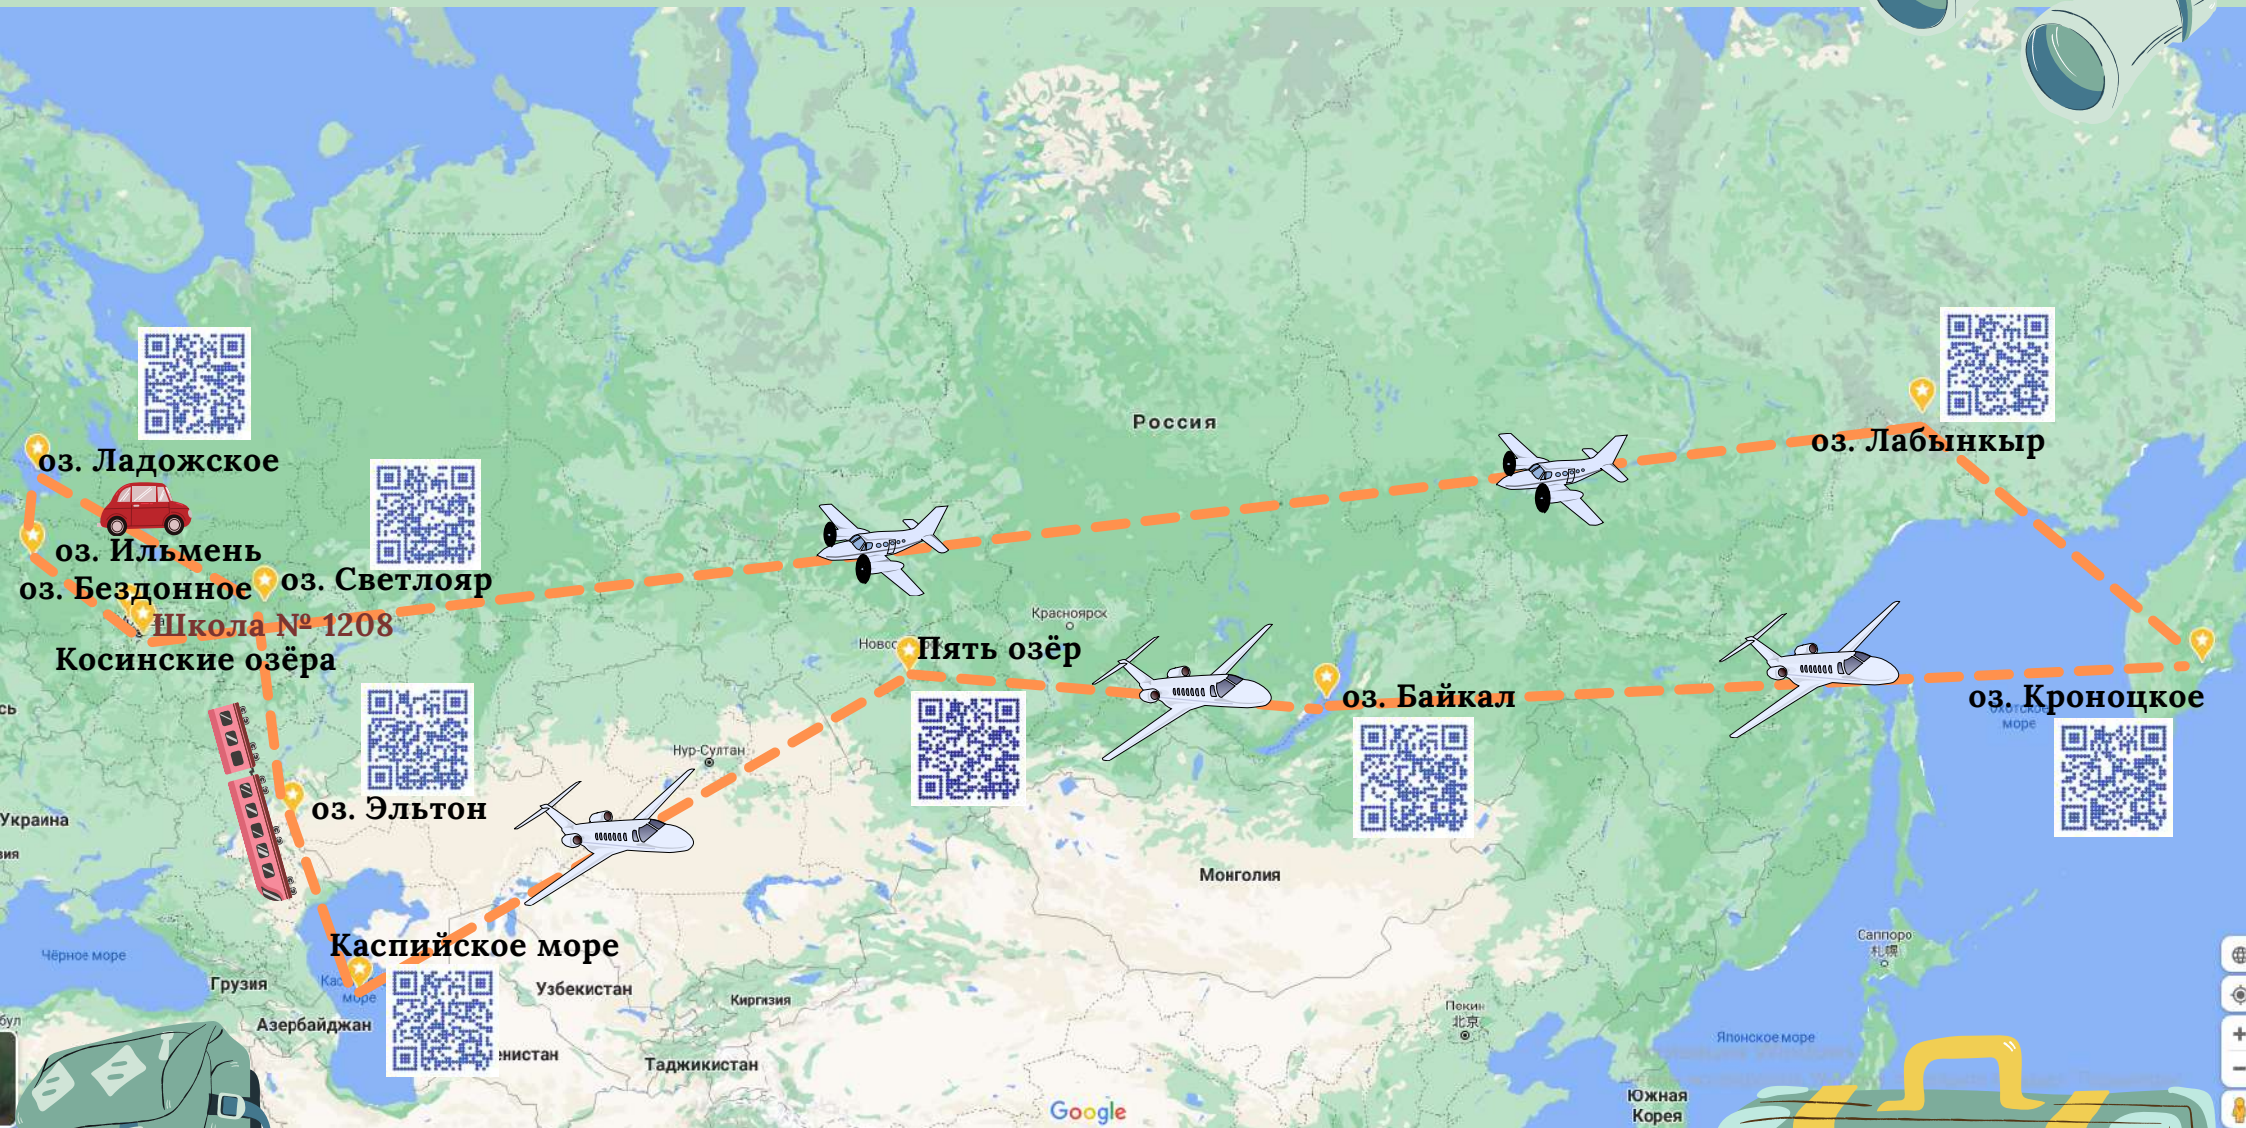 Россия
оз. Ладожское
оз. Лабынкыр
оз. Ильмень
оз. Светлояр
оз. Бездонное
Школа № 1208
Красноярск
Косинские озёра
Пять озёр
оз. Байкал
оз. Кроноцкое
море
Нур-Султан
оз. Эльтон
Украина
Монголия
Каспийское море
Чёрное море
Саппоро
札幌
Грузия
море
Узбекистан
Киргизия
Азербайджан
Пекин
北京
Японское море
Таджикистан
Южная
Корея
Google